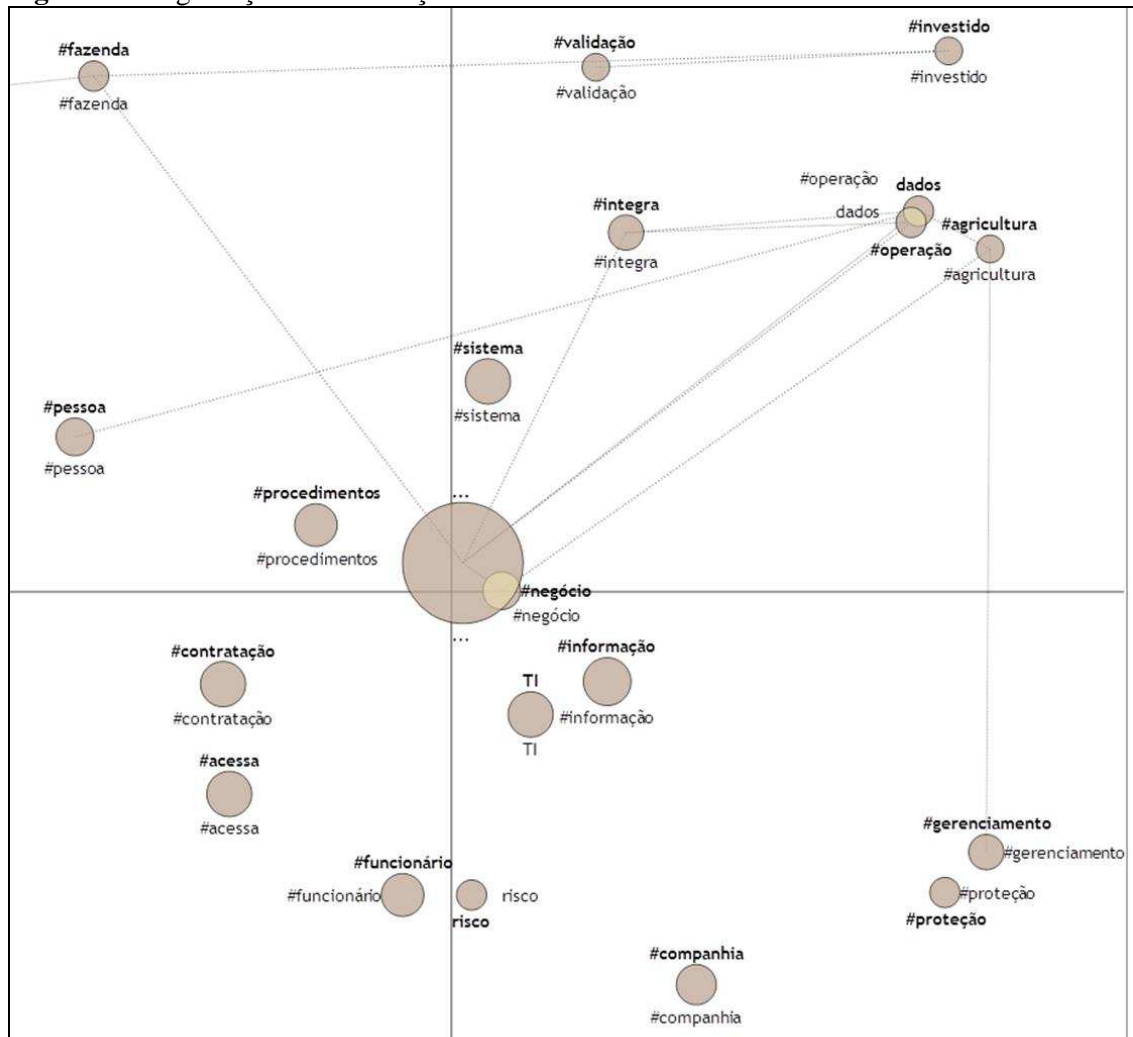 #fazenda
#fazenda
#validação
#validação
#investido
#investido
#operação
dados
dados
#operação
#integra
#integra
#agricultura
#agricultura
#sistema
#sistema
#pessoa
#pessoa
#procedimentos
#procedimentos
...
#negócio
#negócio
...
#contratação
#contratação
#informação
#informação
TI
TI
#acessa
#acessa
#gerenciamento
#gerenciamento
#proteção
#proteção
#funcionário
#funcionário
risco
risco
#companhia
#companhia